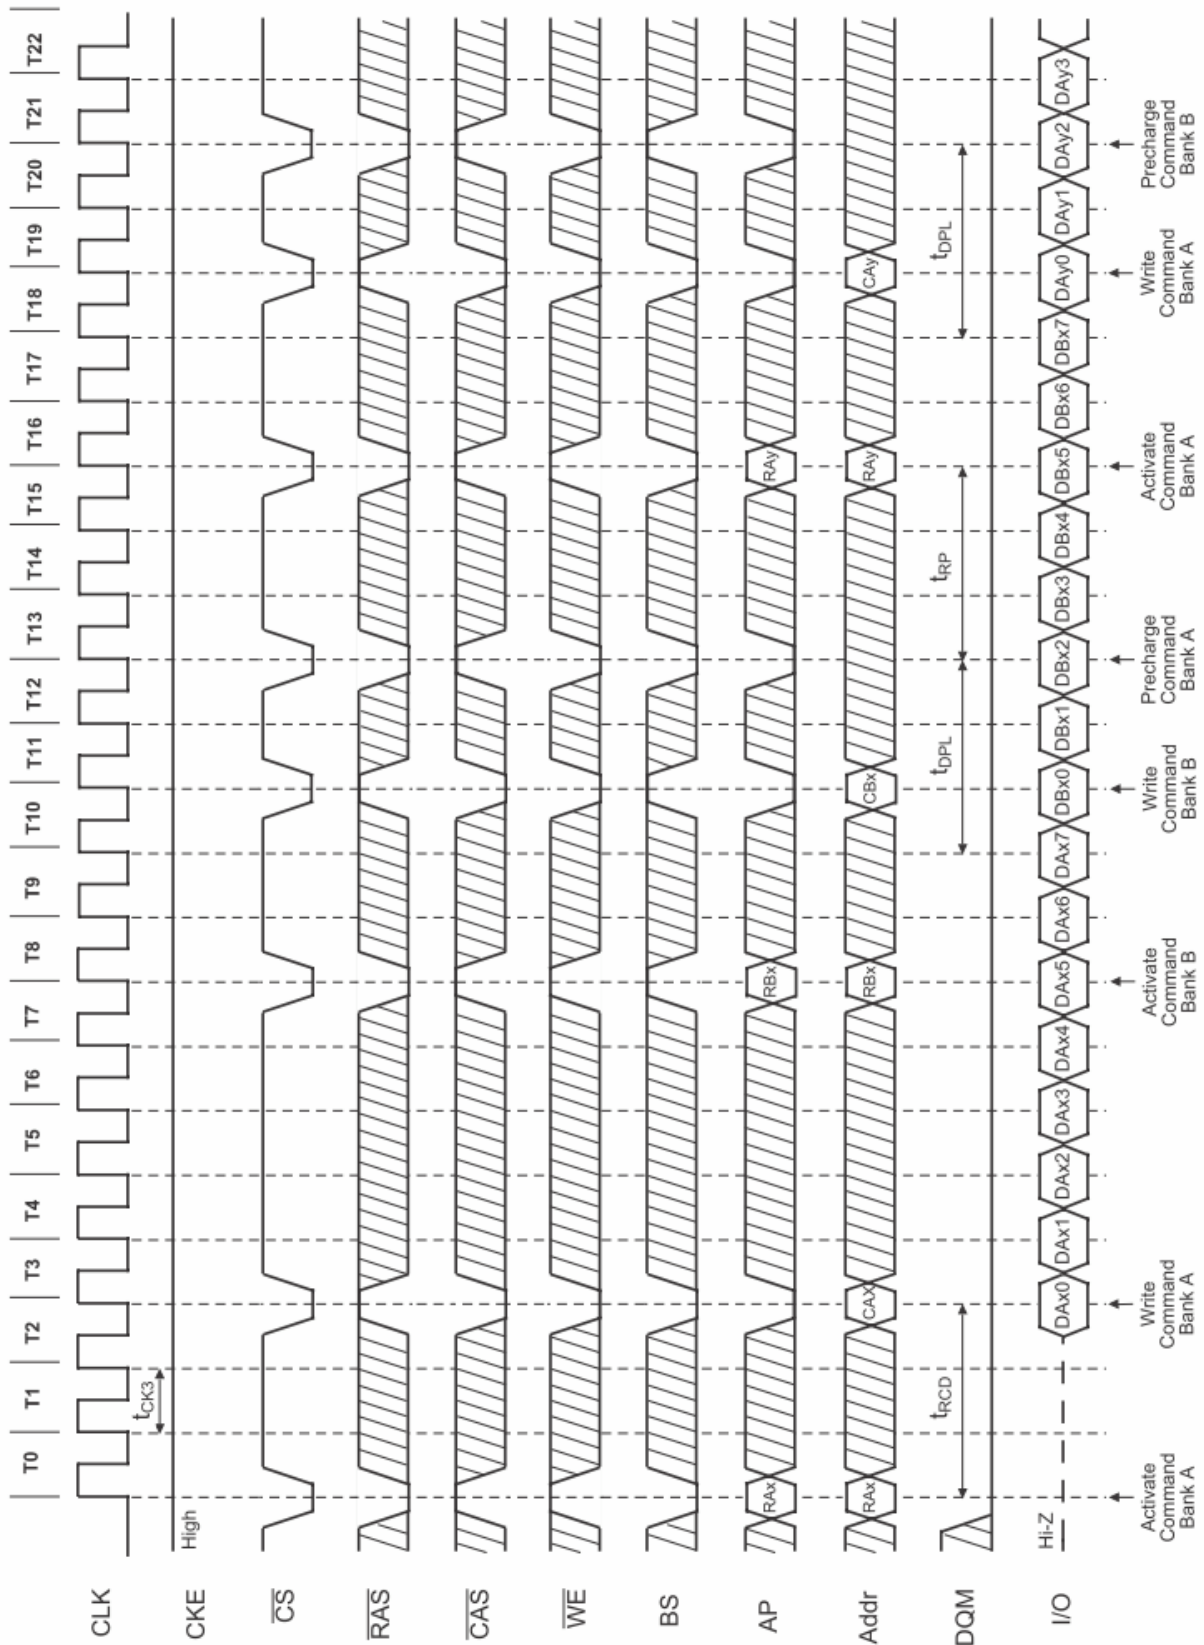 T0 T1 T2 T3 T4 T5 T6 T7 T8 T9 T10 T11 T12 T13 T14 T15 T16 T17 T18 T19 T20 T21 T22
CLK
tCK3
CKE
High
CS
RAS
CAS
WE
BS
AP
RAx RBx RAy
Addr
RAx CAX RBx CBx RAy CAy
DQM
tRCD tDPL tRP tDPL
I/O
Hi-Z
DAx0 DAx1 DAx2 DAx3 DAx4 DAx5 DAx6 DAx7 DBx0 DBx1 DBx2 DBx3 DBx4 DBx5 DBx6 DBx7 DAy0 DAy1 DAy2 DAy3
Activate
Command
Bank A
Write
Command
Bank A
Activate
Command
Bank B
Write
Command
Bank B
Precharge
Command
Bank A
Activate
Command
Bank A
Write
Command
Bank A
Precharge
Command
Bank B